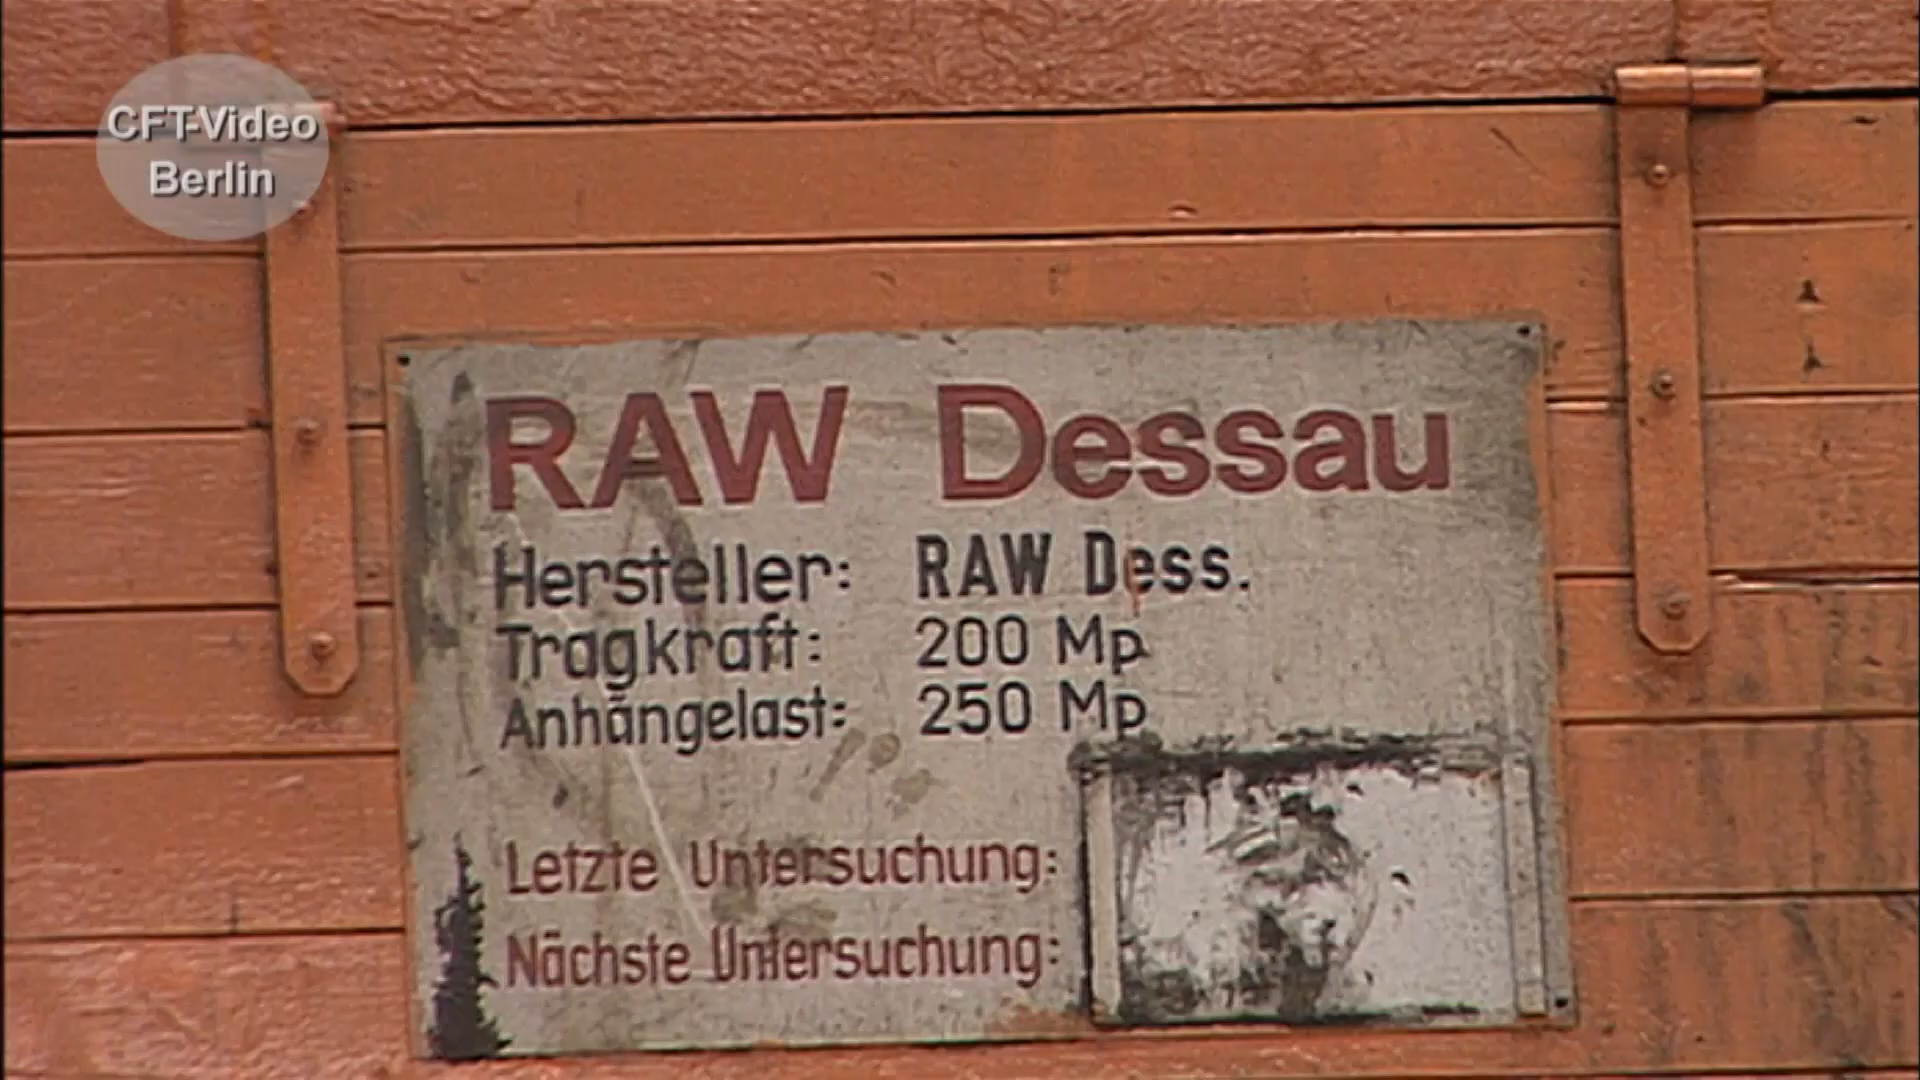 CFT-Video
Berlin
RAW Dessau
Hersteller: RAW Dess.
Tragkraft: 200 Mp
Anhängelast: 250 Mp
Letzte Untersuchung:
Nächste Untersuchung: